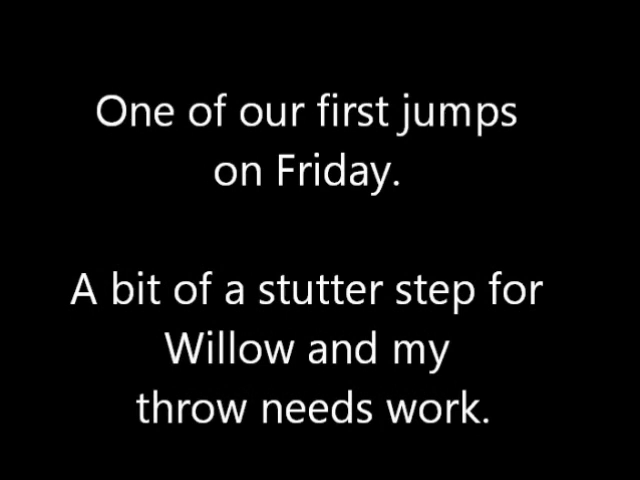 One of our first jumps
on Friday.
A bit of a stutter step for
Willow and my
throw needs work.